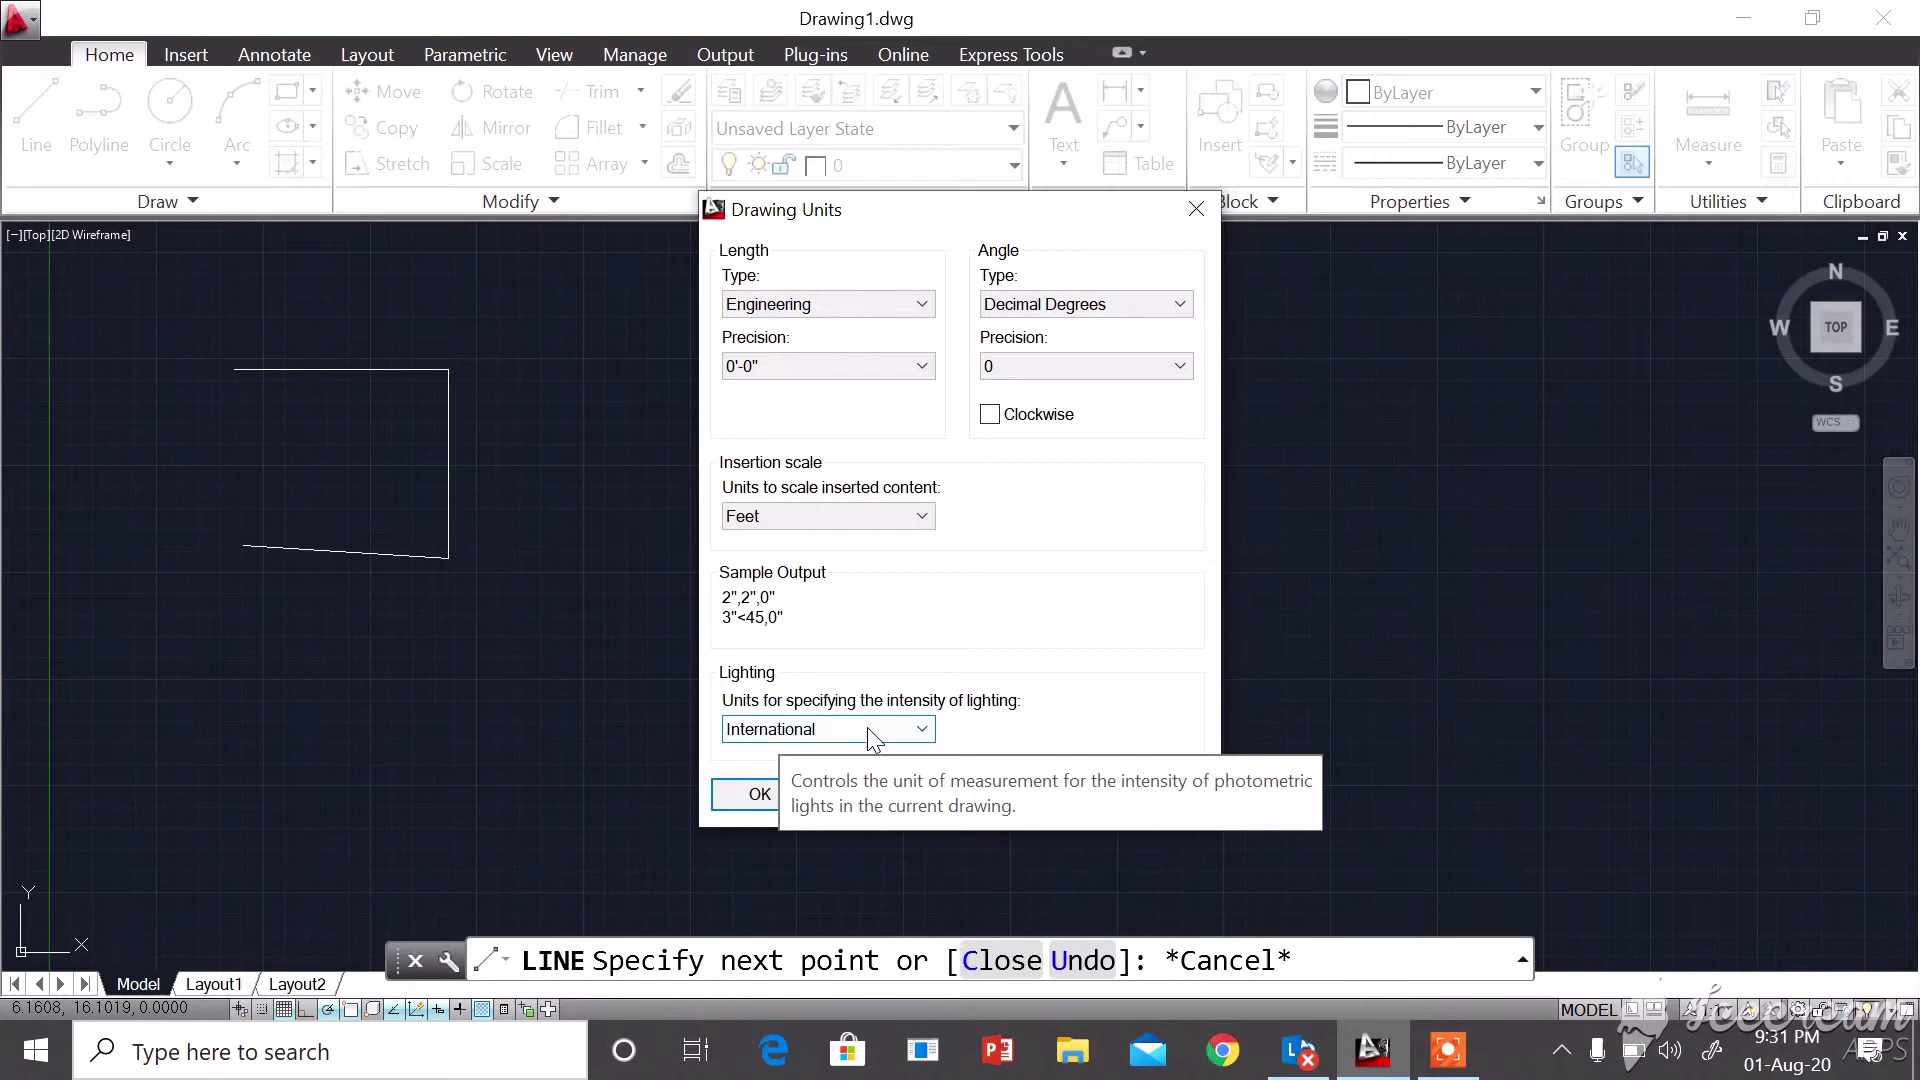 Drawing1.dwg
Home Insert Annotate Layout Parametric View Manage Output Plug-ins Online Express Tools
Line Polyline Circle Arc
Move Rotate Trim
Copy Mirror Fillet
Stretch Scale Array
Unsaved Layer State
0
Text Table
Insert
ByLayer
ByLayer
ByLayer
Group
Measure
Paste
Draw Modify Block Properties Groups Utilities Clipboard
[−][Top][2D Wireframe]
Drawing Units
Length
Type:
Engineering
Precision:
0'-0"
Angle
Type:
Decimal Degrees
Precision:
0
Clockwise
Insertion scale
Units to scale inserted content:
Feet
Sample Output
2",2",0"
3"<45,0"
Lighting
Units for specifying the intensity of lighting:
International
OK
Controls the unit of measurement for the intensity of photometric
lights in the current drawing.
N
W TOP E
S
WCS
Y
X
LINE Specify next point or [Close Undo]: *Cancel*
Model Layout1 Layout2
6.1608, 16.1019, 0.0000
MODEL
Icecream
APPS
Type here to search
9:31 PM
01-Aug-20